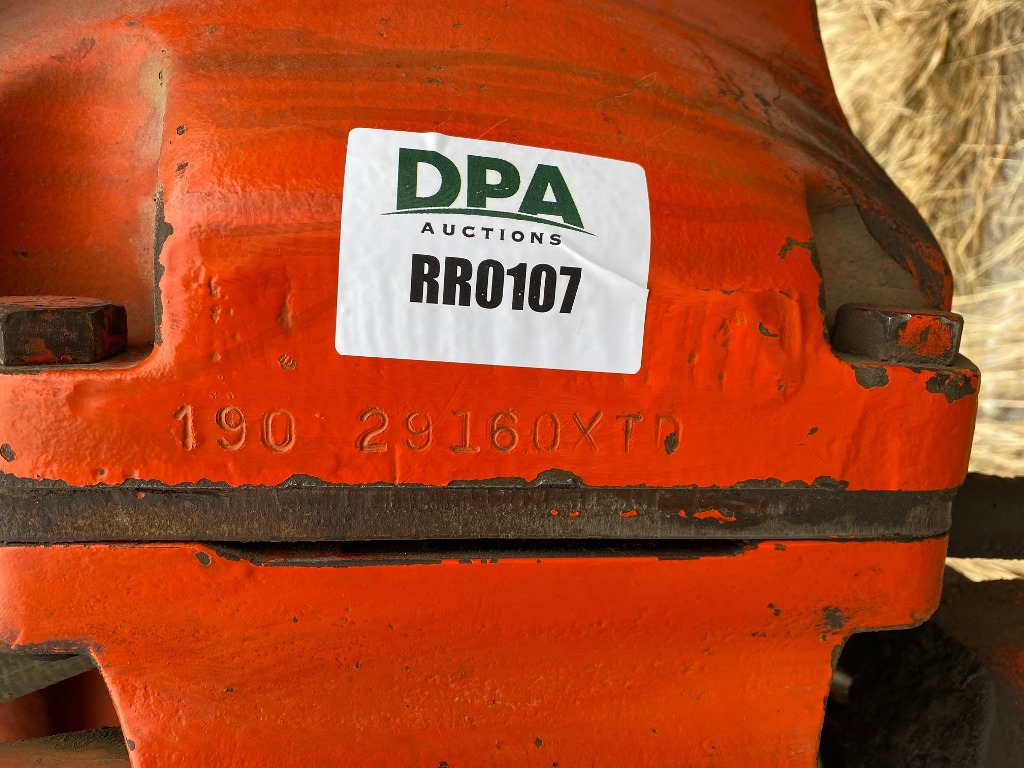 DPA
AUCTIONS
RR0107
190 29160XTD